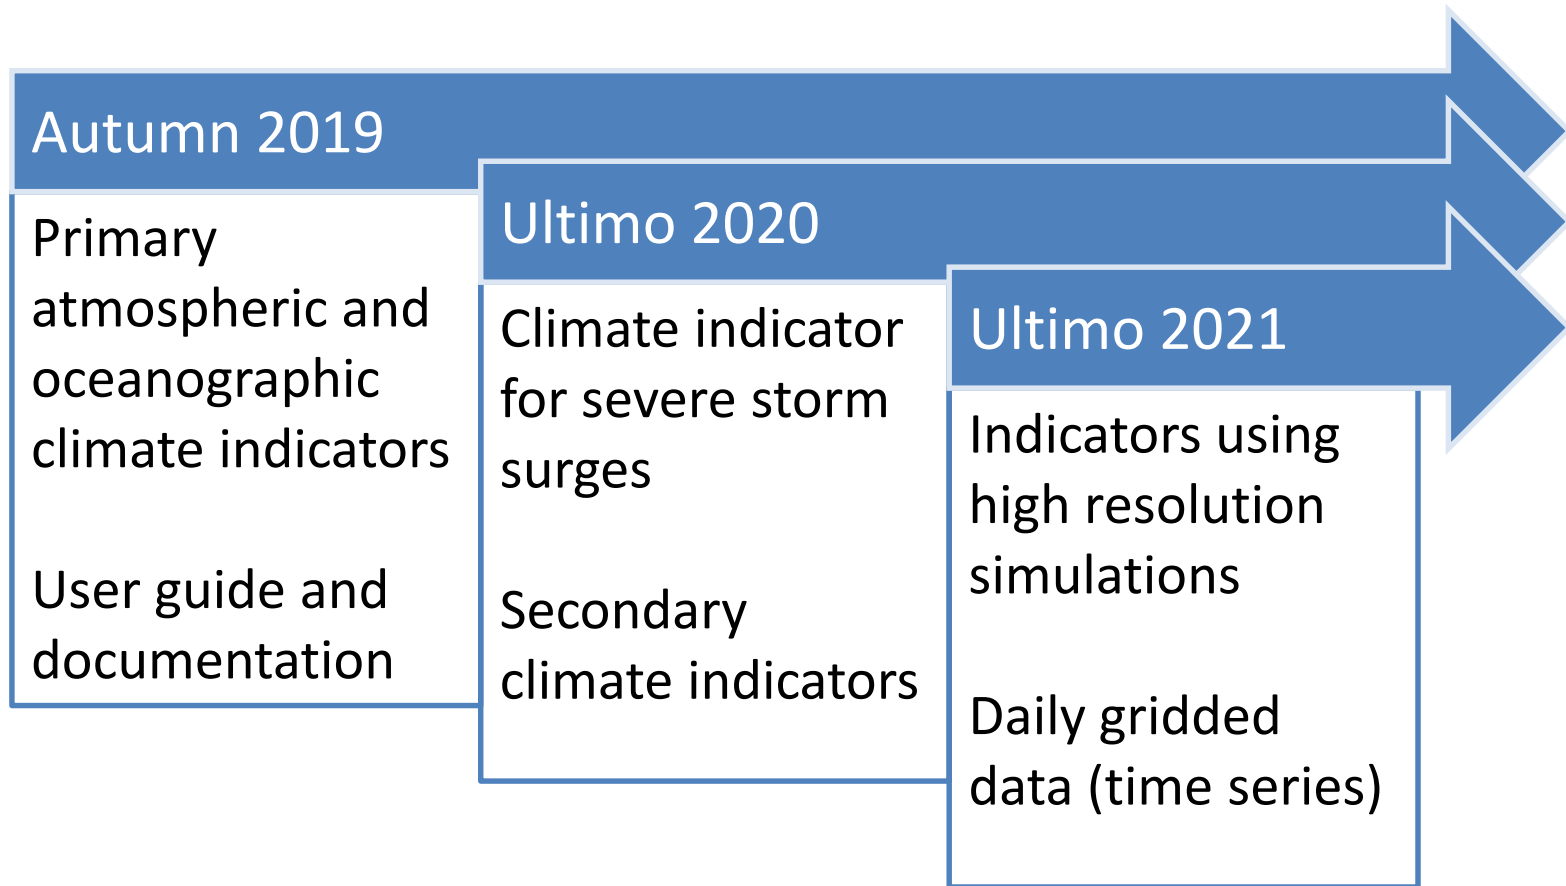 Autumn 2019
Primary
atmospheric and
oceanographic
climate indicators
User guide and
documentation
Ultimo 2020
Climate indicator
for severe storm
surges
Secondary
climate indicators
Ultimo 2021
Indicators using
high resolution
simulations
Daily gridded
data (time series)